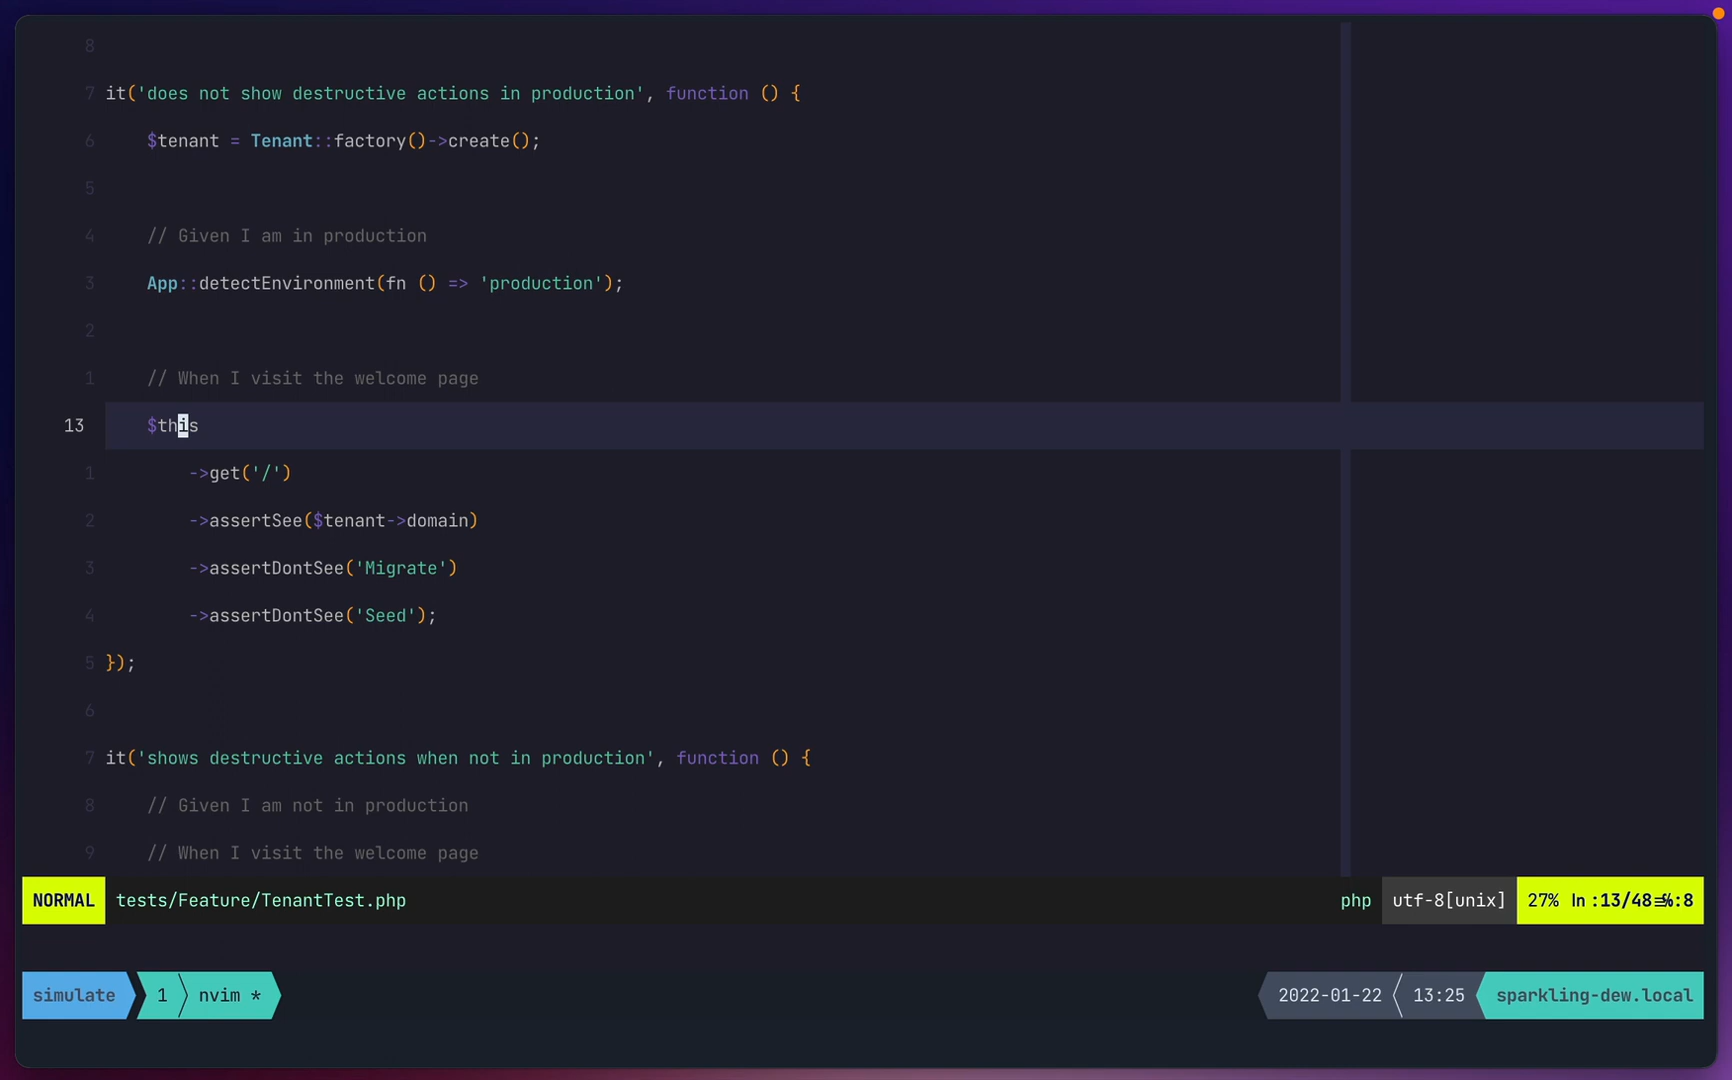 8
7 it('does not show destructive actions in production', function () {
6     $tenant = Tenant::factory()->create();
5
4     // Given I am in production
3     App::detectEnvironment(fn () => 'production');
2
1     // When I visit the welcome page
13     $this
1         ->get('/')
2         ->assertSee($tenant->domain)
3         ->assertDontSee('Migrate')
4         ->assertDontSee('Seed');
5 });
6
7 it('shows destructive actions when not in production', function () {
8     // Given I am not in production
9     // When I visit the welcome page
NORMAL tests/Feature/TenantTest.php php utf-8[unix] 27% ln :13/48≡℅:8
simulate 1 nvim * 2022-01-22 13:25 sparkling-dew.local